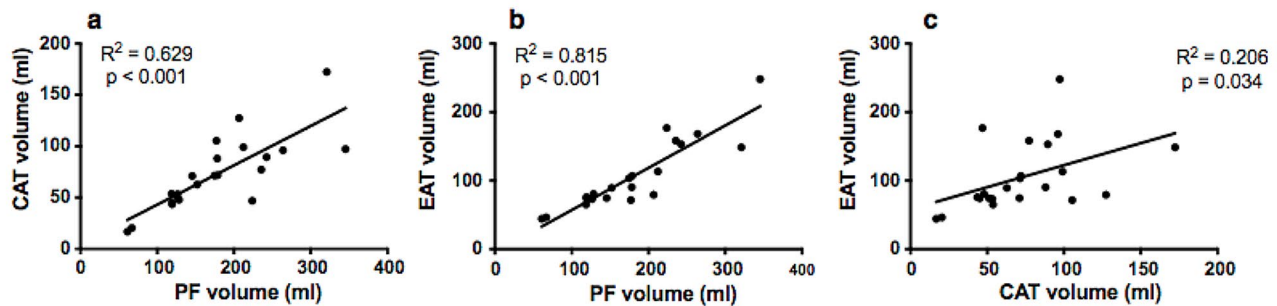 a
R² = 0.629
p < 0.001
CAT volume (ml)
200
150
100
50
0
0 100 200 300 400
PF volume (ml)
b
R² = 0.815
p < 0.001
EAT volume (ml)
300
200
100
0
0 100 200 300 400
PF volume (ml)
c
R² = 0.206
p = 0.034
EAT volume (ml)
300
200
100
0
0 50 100 150 200
CAT volume (ml)